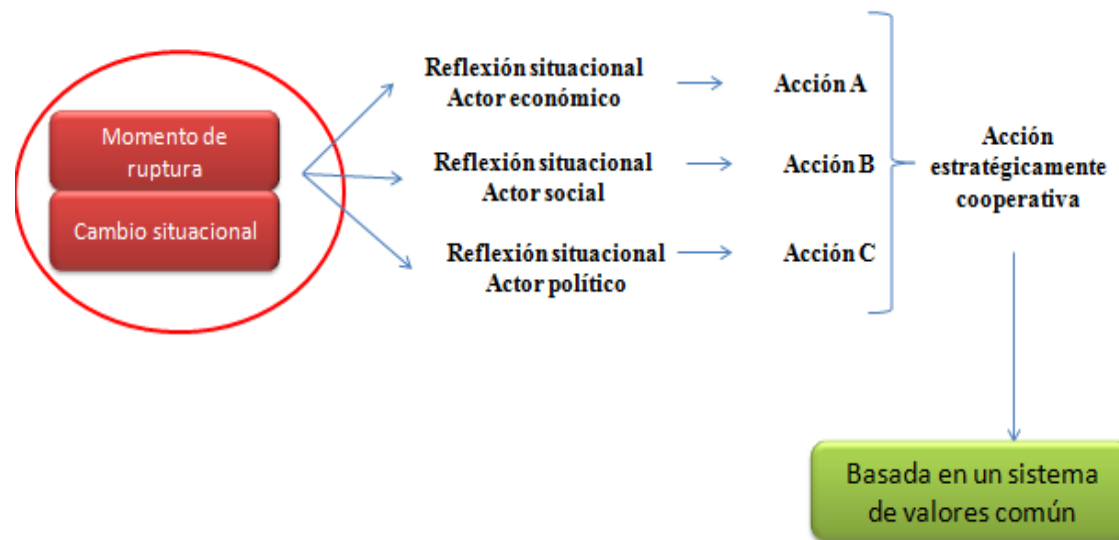 Momento de
ruptura
Cambio situacional
Reflexión situacional
Actor económico
Acción A
Reflexión situacional
Actor social
Acción B
Reflexión situacional
Actor político
Acción C
Acción
estratégicamente
cooperativa
Basada en un sistema
de valores común